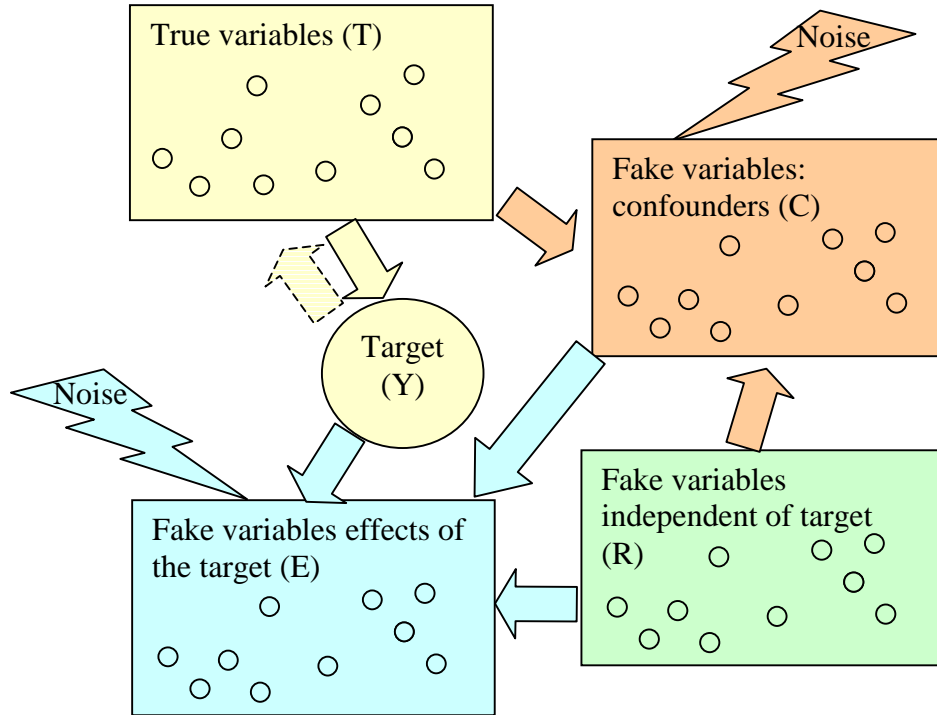 True variables (T)
Noise
Fake variables:
confounders (C)
Target
(Y)
Noise
Fake variables effects of
the target (E)
Fake variables
independent of target
(R)